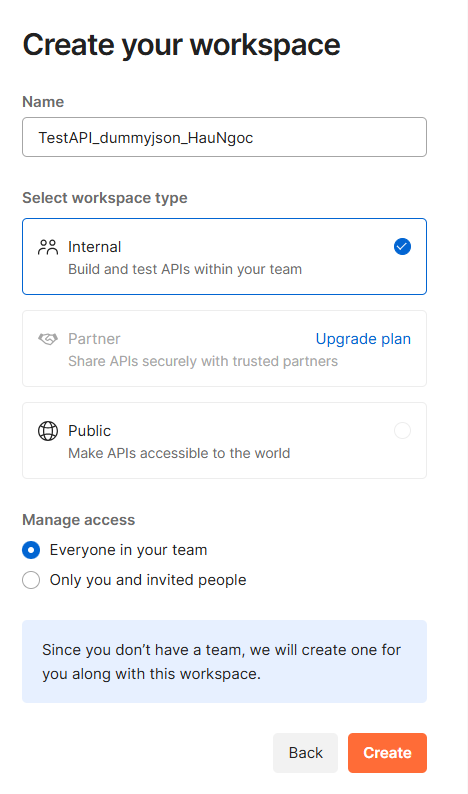 Create your workspace
Name
TestAPI_dummyjson_HauNgoc
Select workspace type
Internal
Build and test APIs within your team
Partner
Upgrade plan
Share APIs securely with trusted partners
Public
Make APIs accessible to the world
Manage access
Everyone in your team
Only you and invited people
Since you don’t have a team, we will create one for
you along with this workspace.
Back
Create